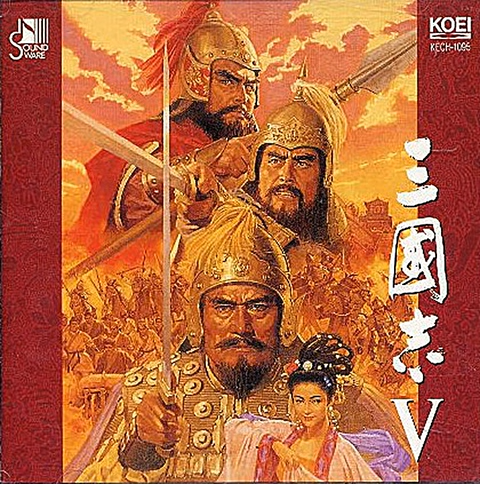 SOUND
WARE
KOEI
KECH-1095
三國志
V